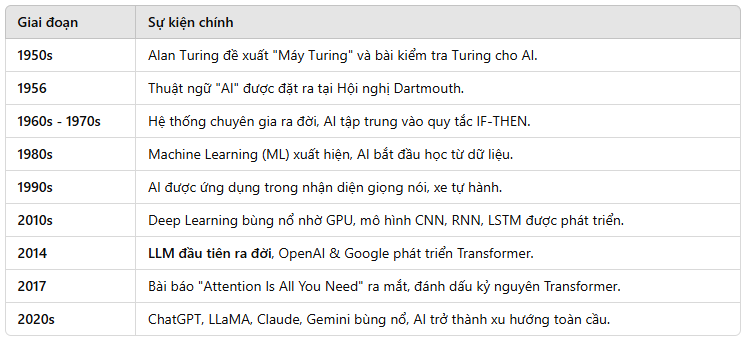 Giai đoạn Sự kiện chính
1950s Alan Turing đề xuất "Máy Turing" và bài kiểm tra Turing cho AI.
1956 Thuật ngữ "AI" được đặt ra tại Hội nghị Dartmouth.
1960s - 1970s Hệ thống chuyên gia ra đời, AI tập trung vào quy tắc IF-THEN.
1980s Machine Learning (ML) xuất hiện, AI bắt đầu học từ dữ liệu.
1990s AI được ứng dụng trong nhận diện giọng nói, xe tự hành.
2010s Deep Learning bùng nổ nhờ GPU, mô hình CNN, RNN, LSTM được phát triển.
2014 LLM đầu tiên ra đời, OpenAI & Google phát triển Transformer.
2017 Bài báo "Attention Is All You Need" ra mắt, đánh dấu kỷ nguyên Transformer.
2020s ChatGPT, LLaMA, Claude, Gemini bùng nổ, AI trở thành xu hướng toàn cầu.